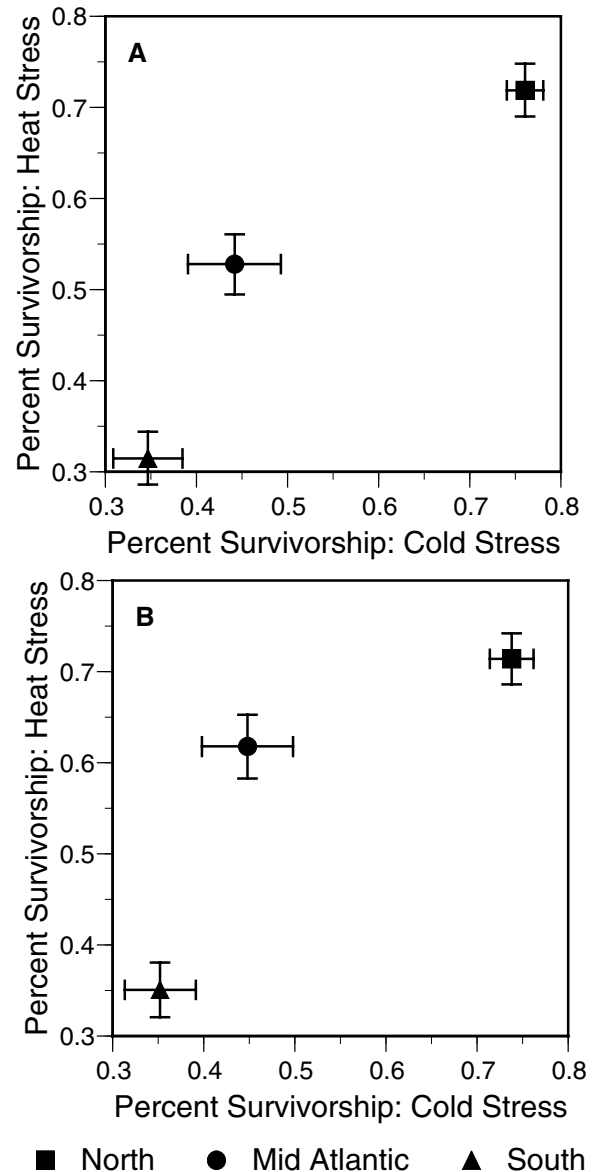 A
Percent Survivorship: Heat Stress
0.8
0.7
0.6
0.5
0.4
0.3
0.3 0.4 0.5 0.6 0.7 0.8
Percent Survivorship: Cold Stress
B
Percent Survivorship: Heat Stress
0.8
0.7
0.6
0.5
0.4
0.3
0.3 0.4 0.5 0.6 0.7 0.8
Percent Survivorship: Cold Stress
North Mid Atlantic South